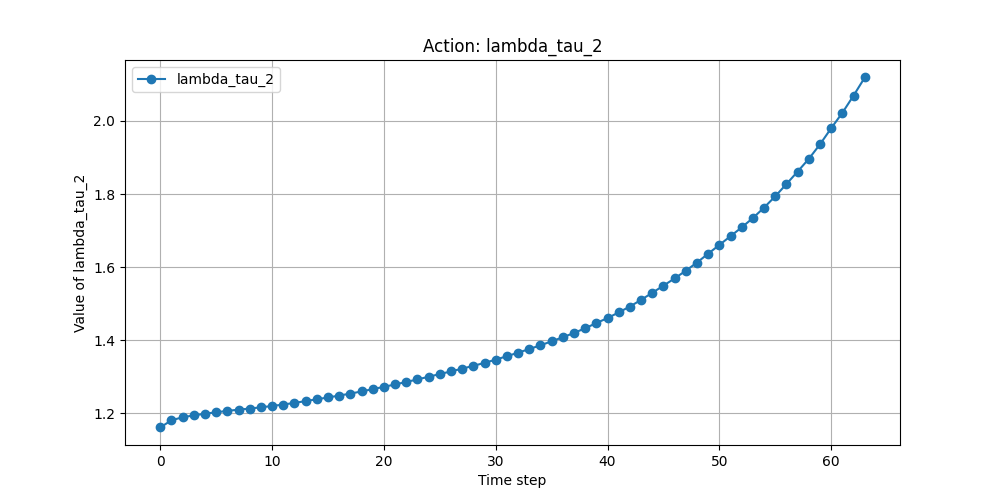 Action: lambda_tau_2
lambda_tau_2
Value of lambda_tau_2
2.0
1.8
1.6
1.4
1.2
0 10 20 30 40 50 60
Time step